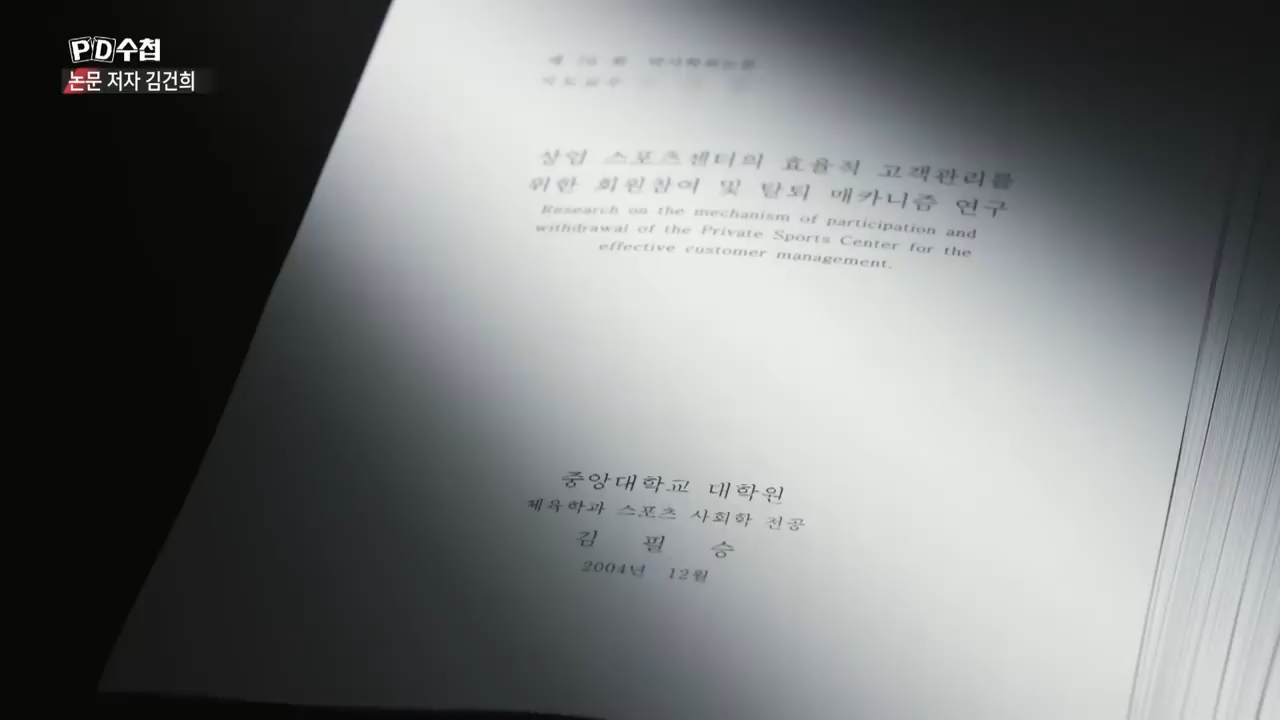 PD수첩
논문 저자 김건희
상업 스포츠센터의 효율적 고객관리를
위한 회원참여 및 탈퇴 매카니즘 연구
Research on the mechanism of participation and
withdrawal of the Private Sports Center for the
effective customer management.
중앙대학교 대학원
체육학과 스포츠 사회학 전공
김 필 승
2004년 12월